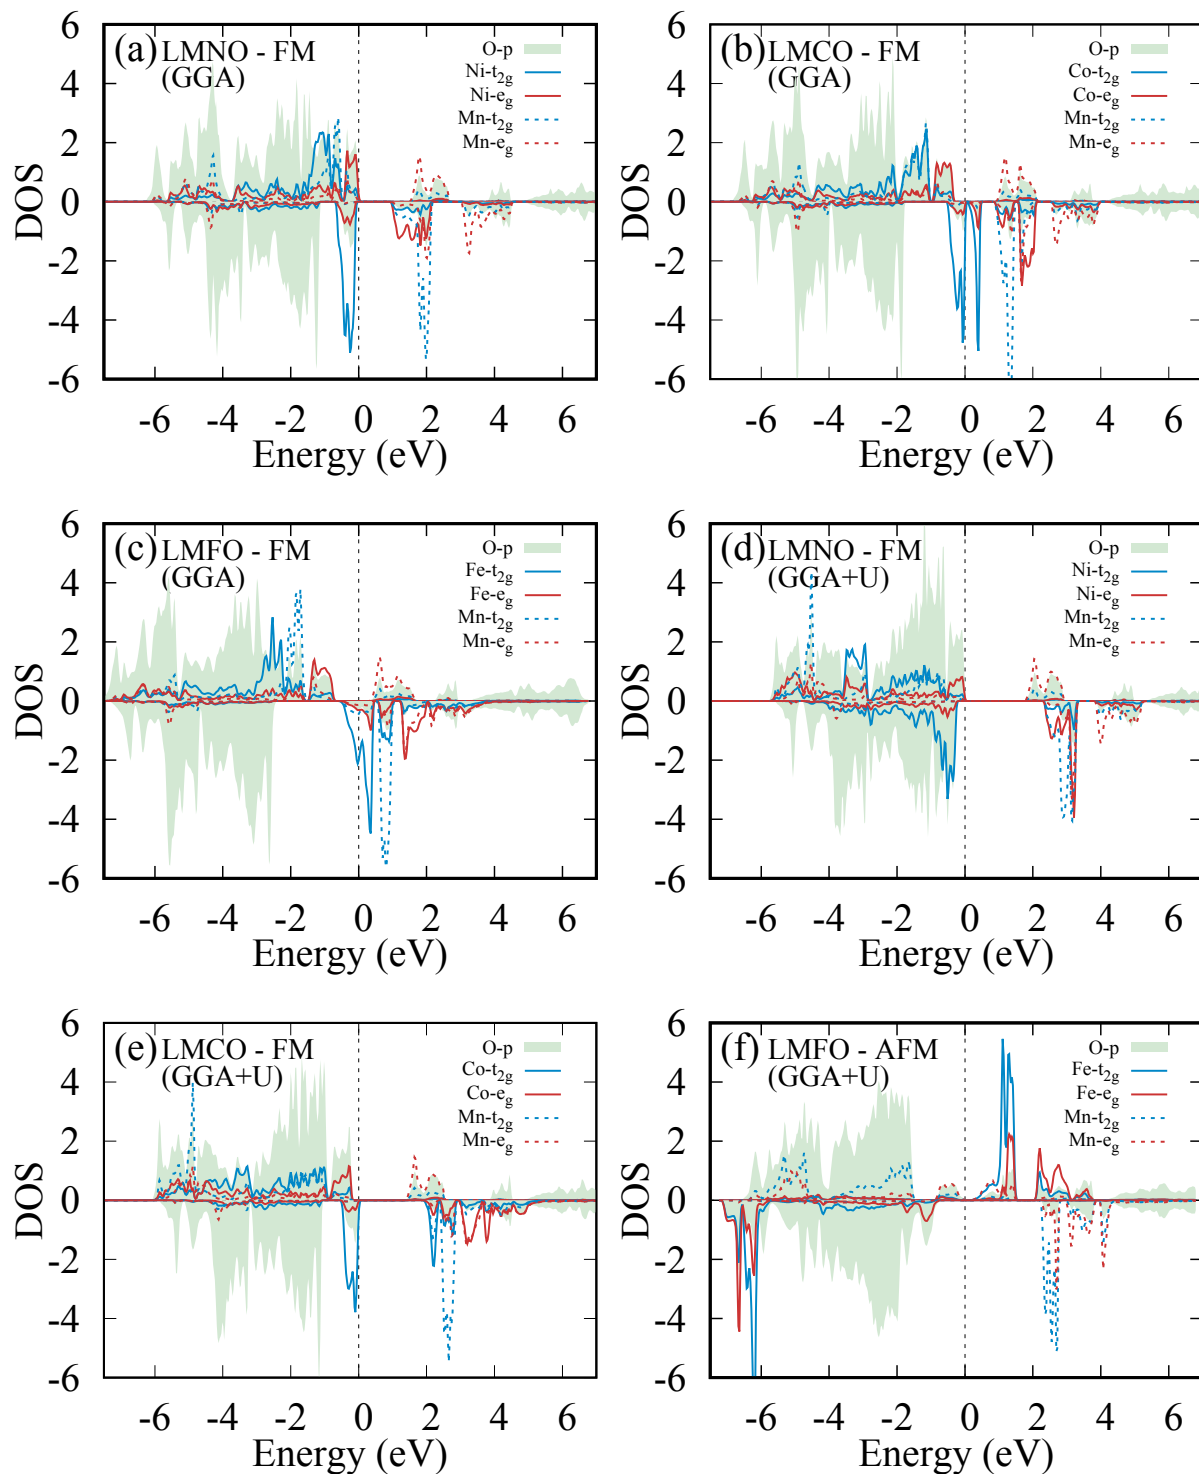 (a) LMNO - FM
(GGA)
O-p
Ni-t2g
Ni-eg
Mn-t2g
Mn-eg
6
4
2
0
-2
-4
-6
DOS
-6 -4 -2 0 2 4 6
Energy (eV)
(b) LMCO - FM
(GGA)
O-p
Co-t2g
Co-eg
Mn-t2g
Mn-eg
6
4
2
0
-2
-4
-6
DOS
-6 -4 -2 0 2 4 6
Energy (eV)
(c) LMFO - FM
(GGA)
O-p
Fe-t2g
Fe-eg
Mn-t2g
Mn-eg
6
4
2
0
-2
-4
-6
DOS
-6 -4 -2 0 2 4 6
Energy (eV)
(d) LMNO - FM
(GGA+U)
O-p
Ni-t2g
Ni-eg
Mn-t2g
Mn-eg
6
4
2
0
-2
-4
-6
DOS
-6 -4 -2 0 2 4 6
Energy (eV)
(e) LMCO - FM
(GGA+U)
O-p
Co-t2g
Co-eg
Mn-t2g
Mn-eg
6
4
2
0
-2
-4
-6
DOS
-6 -4 -2 0 2 4 6
Energy (eV)
(f) LMFO - AFM
(GGA+U)
O-p
Fe-t2g
Fe-eg
Mn-t2g
Mn-eg
6
4
2
0
-2
-4
-6
DOS
-6 -4 -2 0 2 4 6
Energy (eV)